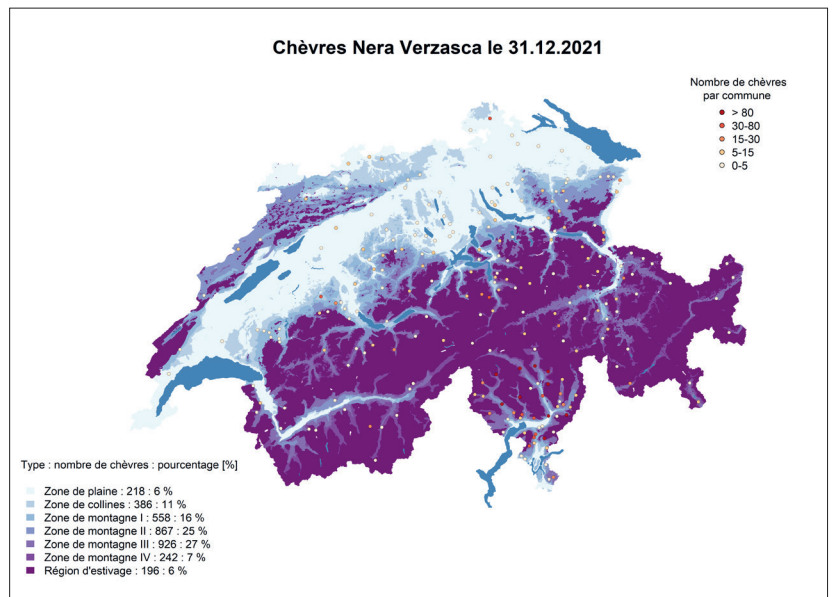 Chèvres Nera Verzasca le 31.12.2021
Nombre de chèvres
par commune
> 80
30-80
15-30
5-15
0-5
Type : nombre de chèvres : pourcentage [%]
Zone de plaine : 218 : 6 %
Zone de collines : 386 : 11 %
Zone de montagne I : 558 : 16 %
Zone de montagne II : 867 : 25 %
Zone de montagne III : 926 : 27 %
Zone de montagne IV : 242 : 7 %
Région d'estivage : 196 : 6 %